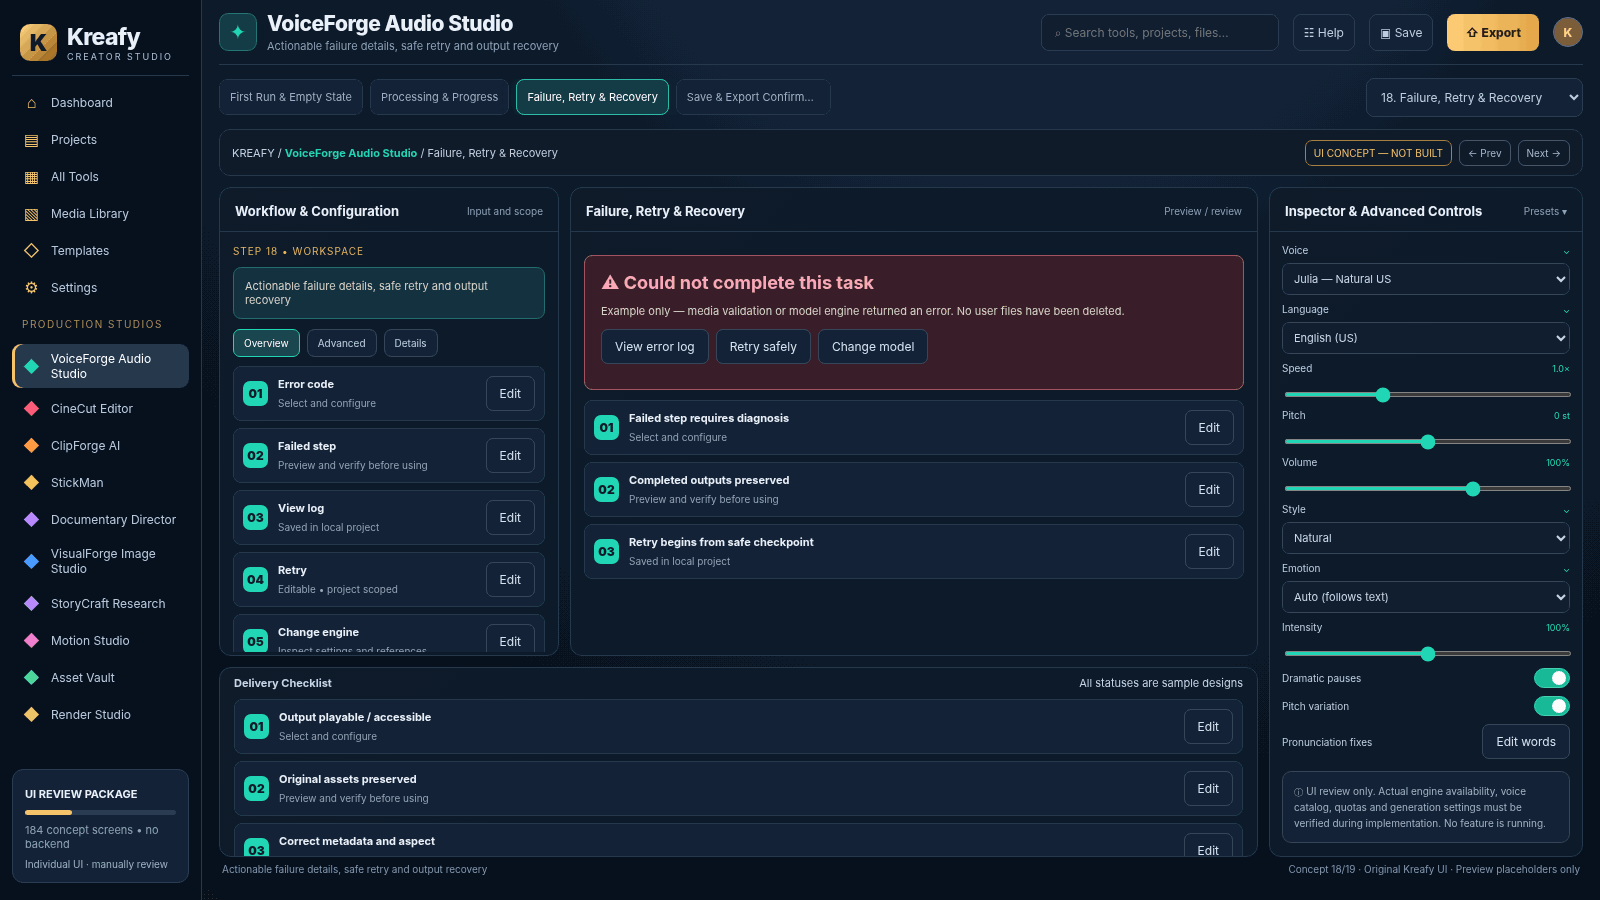 K
Kreafy
CREATOR STUDIO
Dashboard
Projects
All Tools
Media Library
Templates
Settings
PRODUCTION STUDIOS
VoiceForge Audio
Studio
CineCut Editor
ClipForge AI
StickMan
Documentary Director
VisualForge Image
Studio
StoryCraft Research
Motion Studio
Asset Vault
Render Studio
UI REVIEW PACKAGE
184 concept screens • no
backend
Individual UI · manually review
VoiceForge Audio Studio
Actionable failure details, safe retry and output recovery
Search tools, projects, files...
Help
Save
Export
K
First Run & Empty State
Processing & Progress
Failure, Retry & Recovery
Save & Export Confirm...
18. Failure, Retry & Recovery
KREAFY / VoiceForge Audio Studio / Failure, Retry & Recovery
UI CONCEPT — NOT BUILT
← Prev
Next →
Workflow & Configuration
Input and scope
STEP 18 • WORKSPACE
Actionable failure details, safe retry and output
recovery
Overview
Advanced
Details
01
Error code
Select and configure
Edit
02
Failed step
Preview and verify before using
Edit
03
View log
Saved in local project
Edit
04
Retry
Editable • project scoped
Edit
05
Change engine
Inspect settings and references
Edit
Failure, Retry & Recovery
Preview / review
⚠ Could not complete this task
Example only — media validation or model engine returned an error. No user files have been deleted.
View error log
Retry safely
Change model
01
Failed step requires diagnosis
Select and configure
Edit
02
Completed outputs preserved
Preview and verify before using
Edit
03
Retry begins from safe checkpoint
Saved in local project
Edit
Delivery Checklist
All statuses are sample designs
01
Output playable / accessible
Select and configure
Edit
02
Original assets preserved
Preview and verify before using
Edit
03
Correct metadata and aspect
Edit
Inspector & Advanced Controls
Presets ▾
Voice
Julia — Natural US
Language
English (US)
Speed
1.0×
Pitch
0 st
Volume
100%
Style
Natural
Emotion
Auto (follows text)
Intensity
100%
Dramatic pauses
Pitch variation
Pronunciation fixes
Edit words
ⓘ UI review only. Actual engine availability, voice
catalog, quotas and generation settings must be
verified during implementation. No feature is running.
Actionable failure details, safe retry and output recovery
Concept 18/19 · Original Kreafy UI · Preview placeholders only